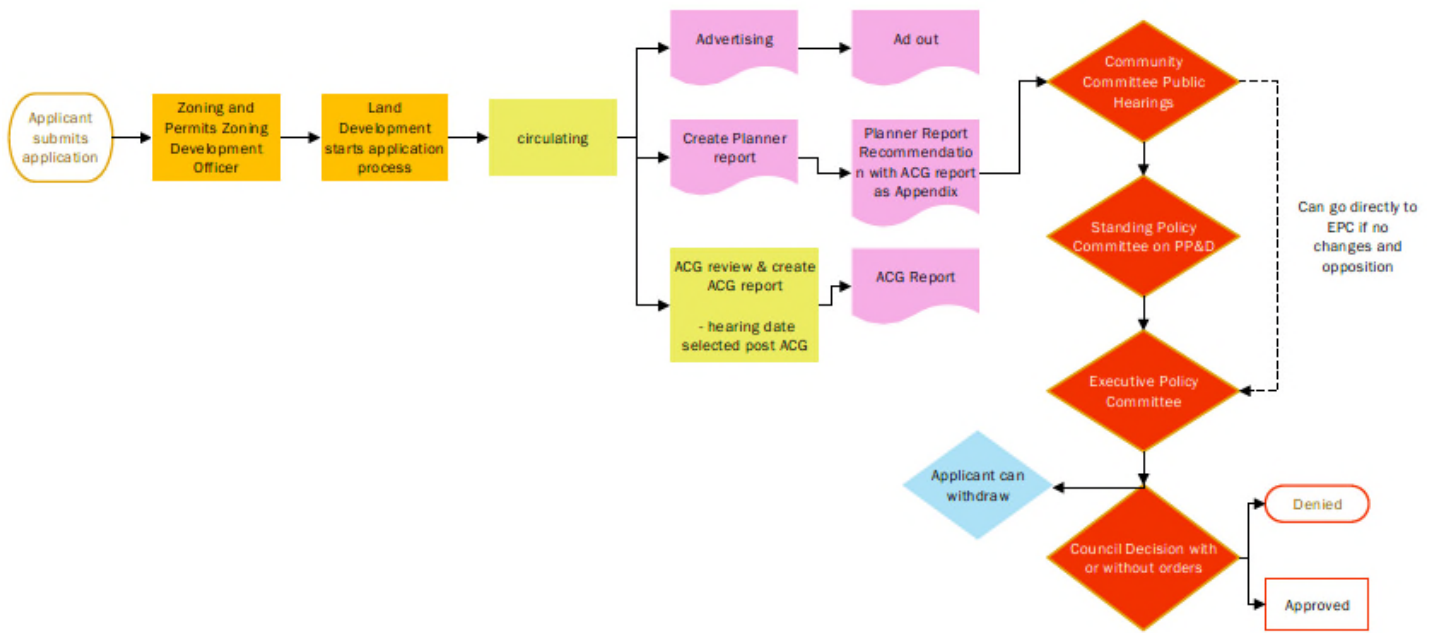 Applicant
submits
application
Zoning and
Permits Zoning
Development
Officer
Land
Development
starts application
process
circulating
Advertising
Ad out
Create Planner
report
Planner Report
Recommendatio
n with ACG report
as Appendix
ACG review & create
ACG report
- hearing date
selected post ACG
ACG Report
Community
Committee Public
Hearings
Standing Policy
Committee on PP&D
Can go directly to
EPC if no
changes and
opposition
Executive Policy
Committee
Applicant can
withdraw
Council Decision with
or without orders
Denied
Approved